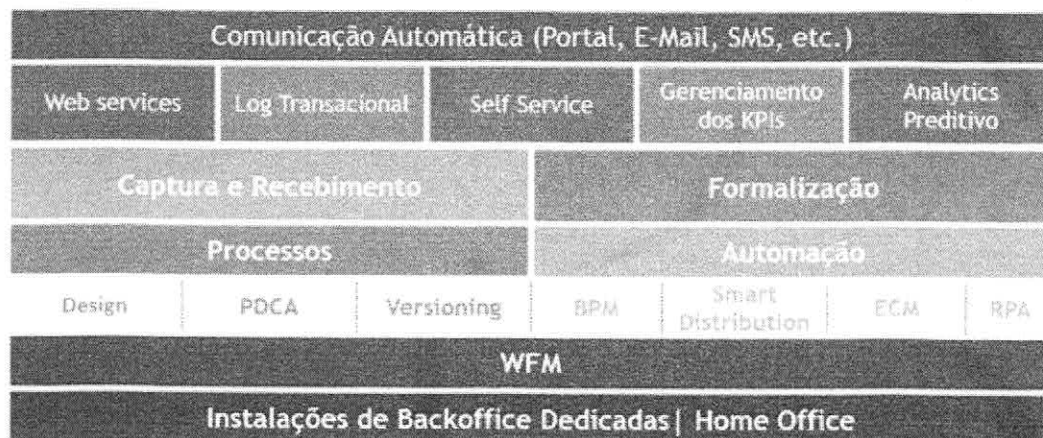 Comunicação Automática (Portal, E-Mail, SMS, etc.)
Web services
Log Transacional
Self Service
Gerenciamento
dos KPIs
Analytics
Preditivo
Captura e Recebimento
Formalização
Processos
Automação
Design
PDCA
Versioning
BPM
Smart
Distribution
ECM
RPA
WFM
Instalações de Backoffice Dedicadas| Home Office